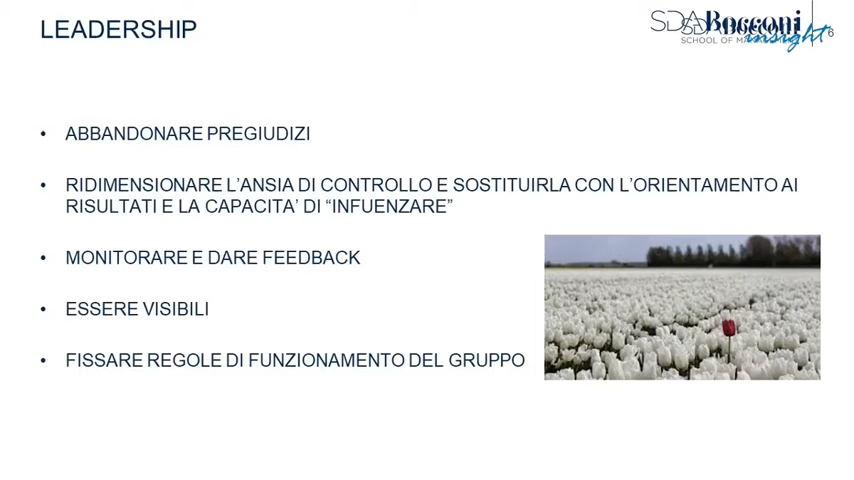 LEADERSHIP
SDA Bocconi
SCHOOL OF
insight
6
• ABBANDONARE PREGIUDIZI
• RIDIMENSIONARE L'ANSIA DI CONTROLLO E SOSTITUIRLA CON L'ORIENTAMENTO AI
RISULTATI E LA CAPACITA' DI “INFUENZARE”
• MONITORARE E DARE FEEDBACK
• ESSERE VISIBILI
• FISSARE REGOLE DI FUNZIONAMENTO DEL GRUPPO